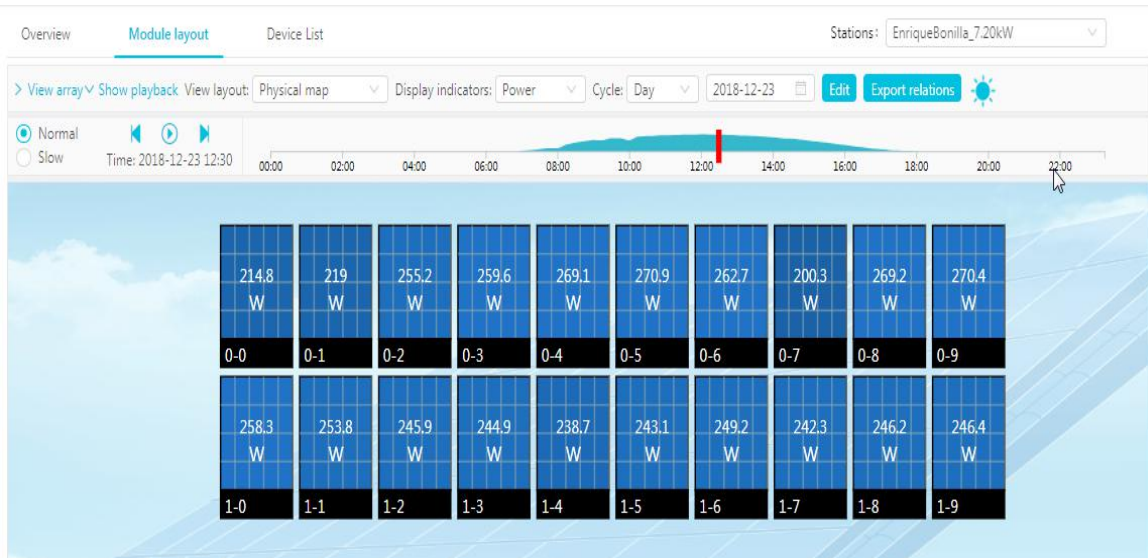 Overview Module layout Device List Stations: EnriqueBonilla_7.20kW
View array Show playback View layout: Physical map Display indicators: Power Cycle: Day 2018-12-23 Edit Export relations
Normal
Slow Time: 2018-12-23 12:30
00:00 02:00 04:00 06:00 08:00 10:00 12:00 14:00 16:00 18:00 20:00 22:00
214.8 219 255.2 259.6 269.1 270.9 262.7 200.3 269.2 270.4
W W W W W W W W W W
0-0 0-1 0-2 0-3 0-4 0-5 0-6 0-7 0-8 0-9
258.3 253.8 245.9 244.9 238.7 243.1 249.2 242.3 246.2 246.4
W W W W W W W W W W
1-0 1-1 1-2 1-3 1-4 1-5 1-6 1-7 1-8 1-9